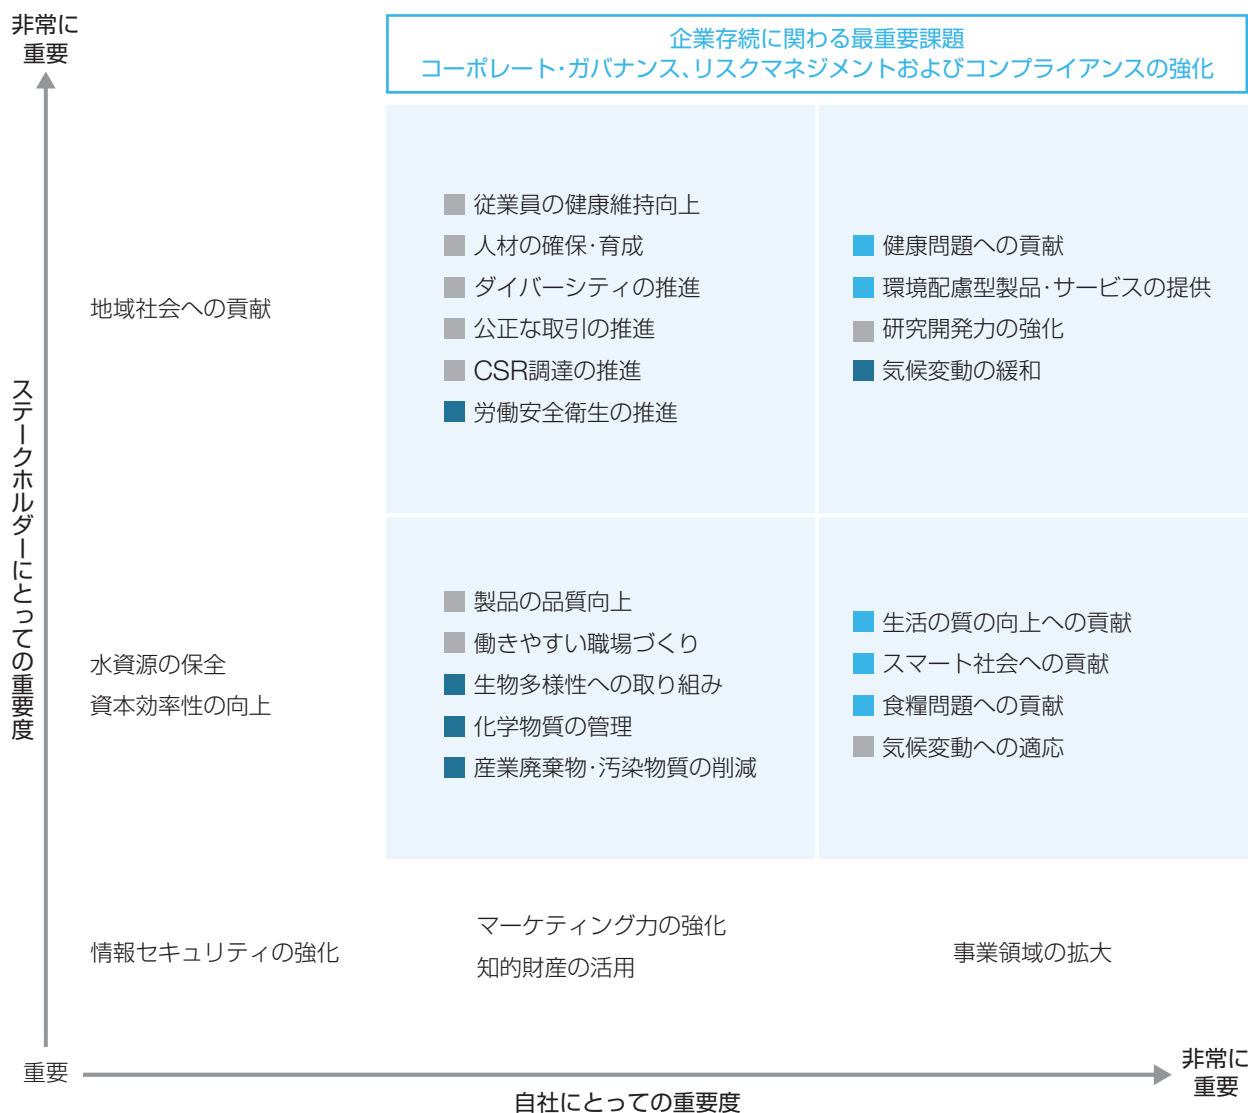 非常に
重要
企業存続に関わる最重要課題
コーポレート・ガバナンス、リスクマネジメントおよびコンプライアンスの強化
ステークホルダーにとっての重要度
地域社会への貢献
従業員の健康維持向上
人材の確保・育成
ダイバーシティの推進
公正な取引の推進
CSR調達の推進
労働安全衛生の推進
健康問題への貢献
環境配慮型製品・サービスの提供
研究開発力の強化
気候変動の緩和
水資源の保全
資本効率性の向上
製品の品質向上
働きやすい職場づくり
生物多様性への取り組み
化学物質の管理
産業廃棄物・汚染物質の削減
生活の質の向上への貢献
スマート社会への貢献
食糧問題への貢献
気候変動への適応
情報セキュリティの強化
マーケティング力の強化
知的財産の活用
事業領域の拡大
重要
自社にとっての重要度
非常に
重要